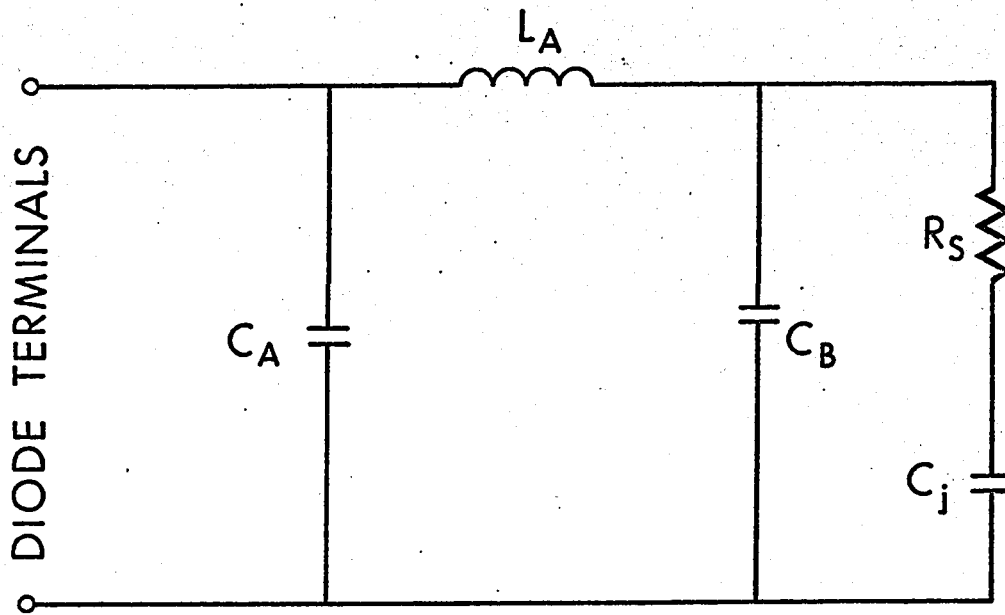 L_A
DIODE TERMINALS
C_A
C_B
R_S
C_j